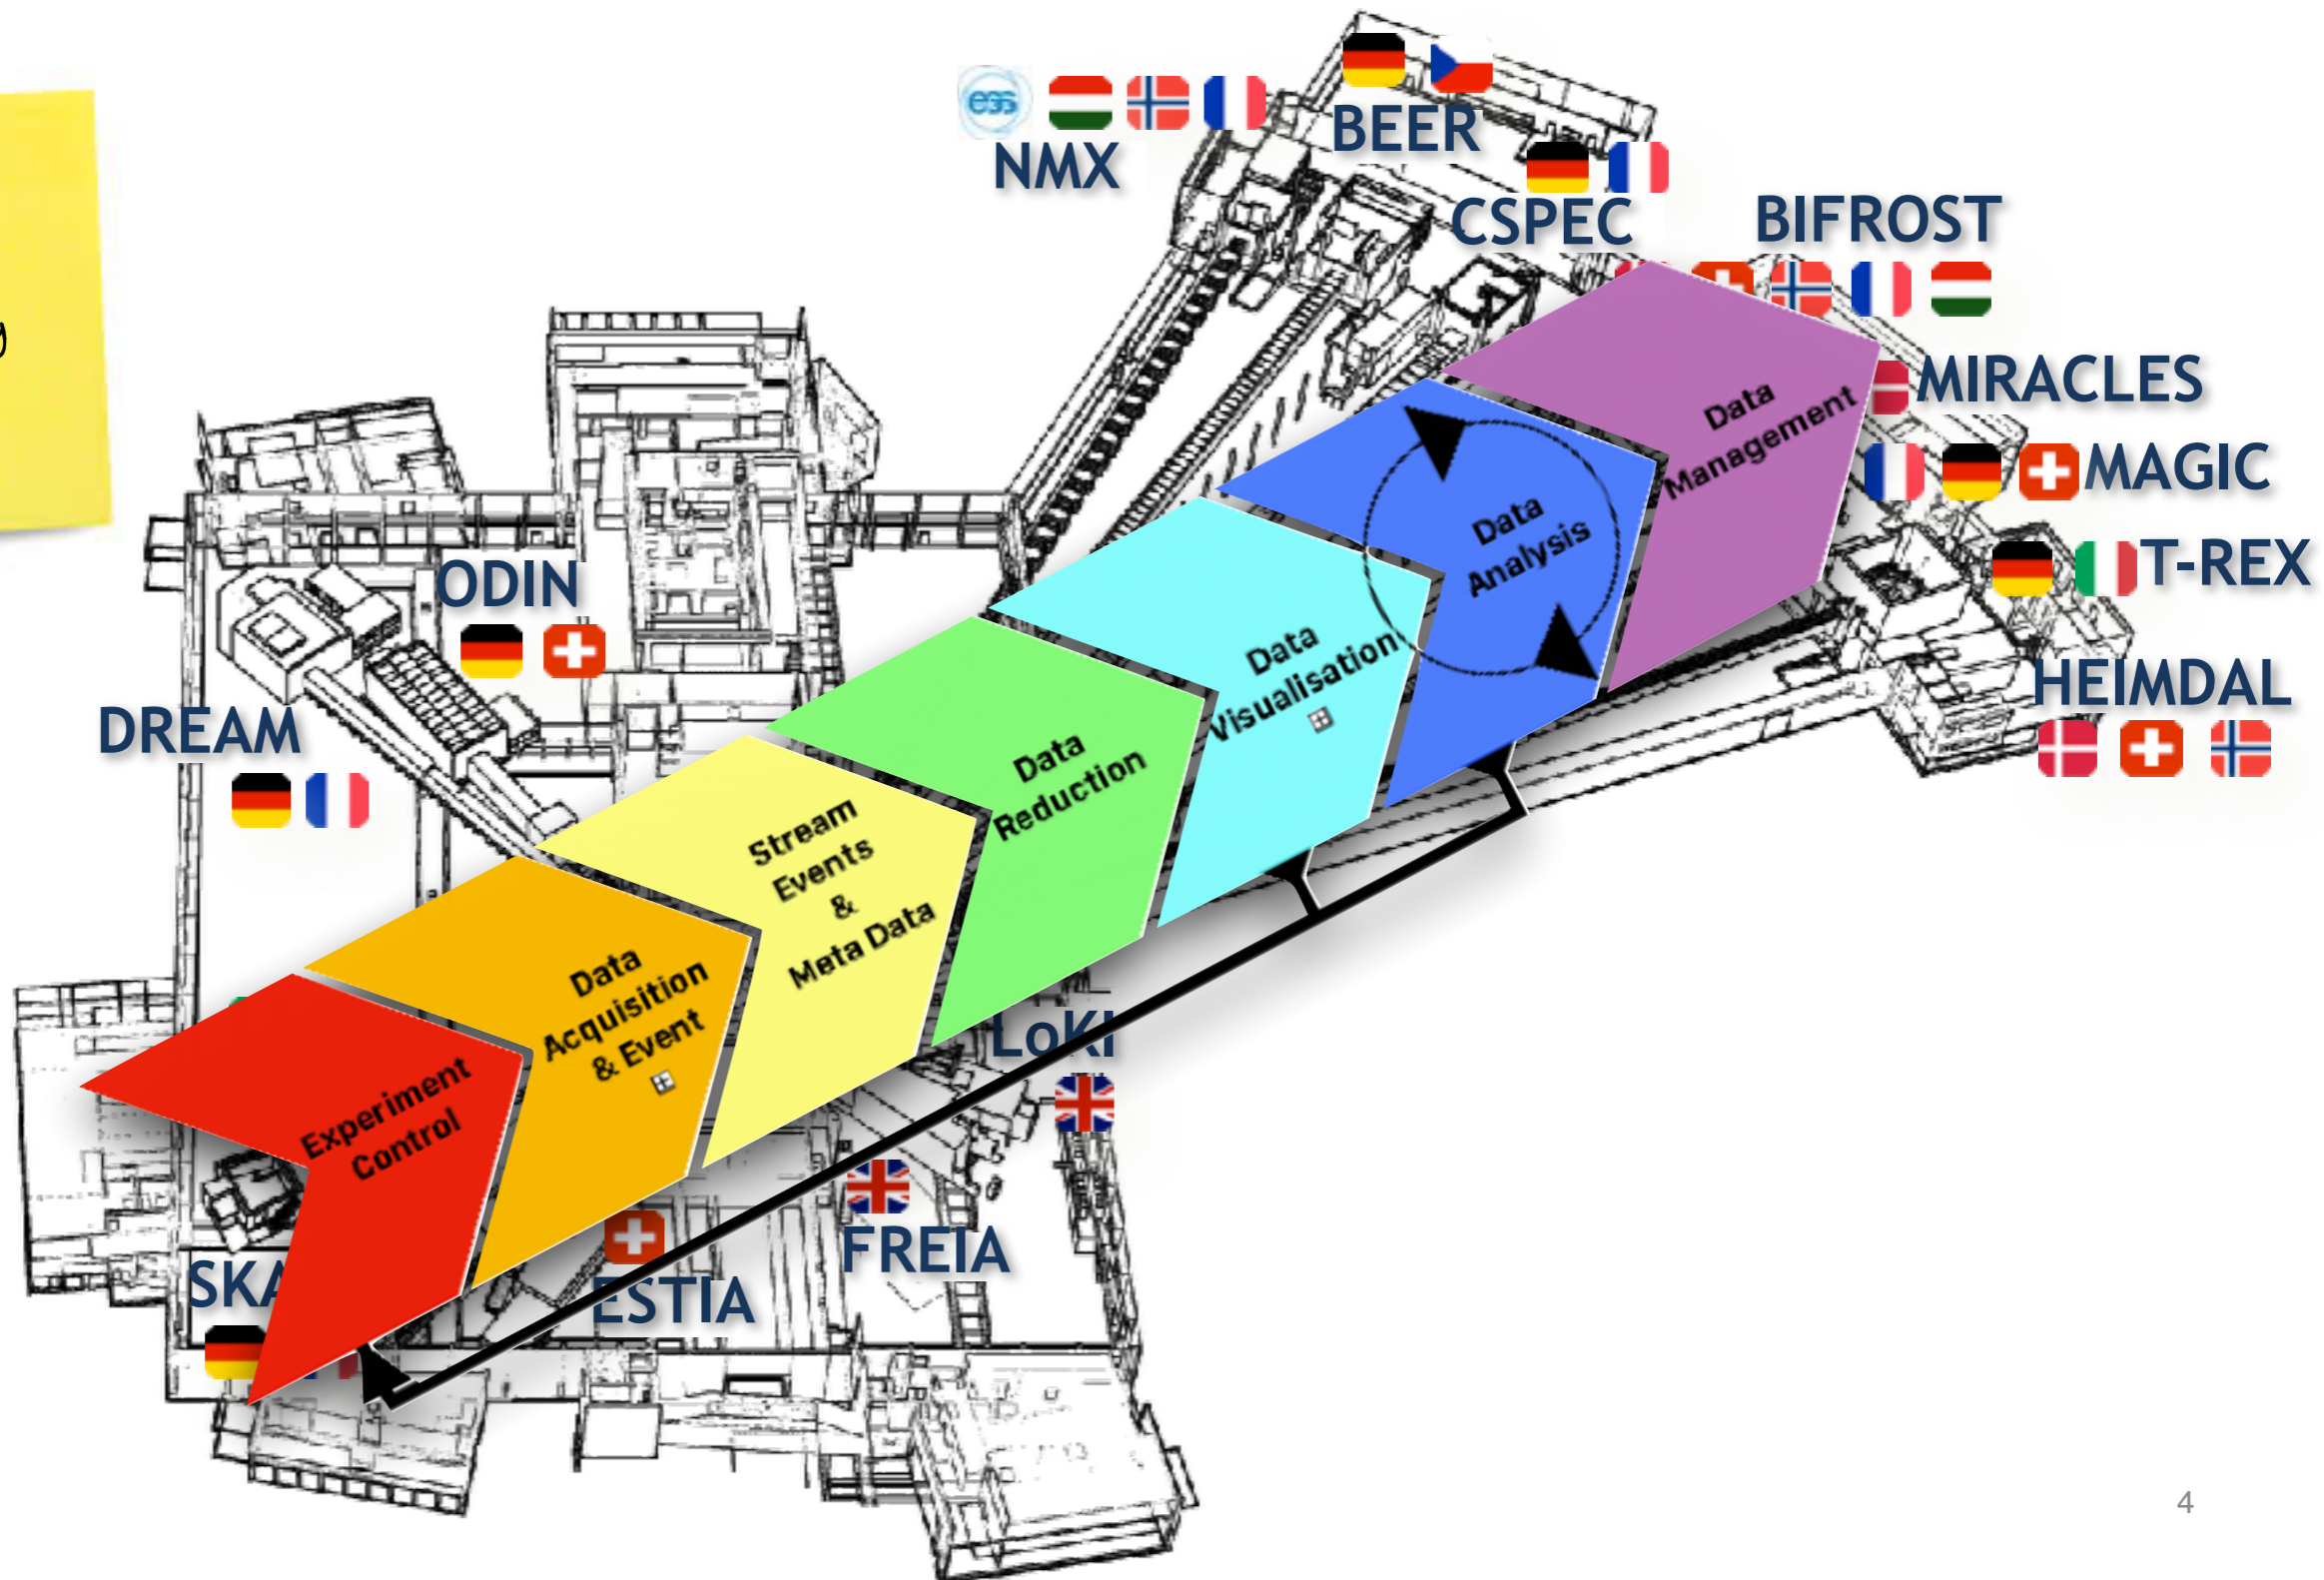 ess
NMX
BEER
CSPEC
BIFROST
MIRACLES
MAGIC
T-REX
HEIMDAL
ODIN
DREAM
Data
Management
Data
Analysis
Data
Visualisation
Data
Reduction
Stream
Events
&
Meta Data
Data
Acquisition
& Event
Experiment
Control
LoKI
FREIA
ESTIA
4